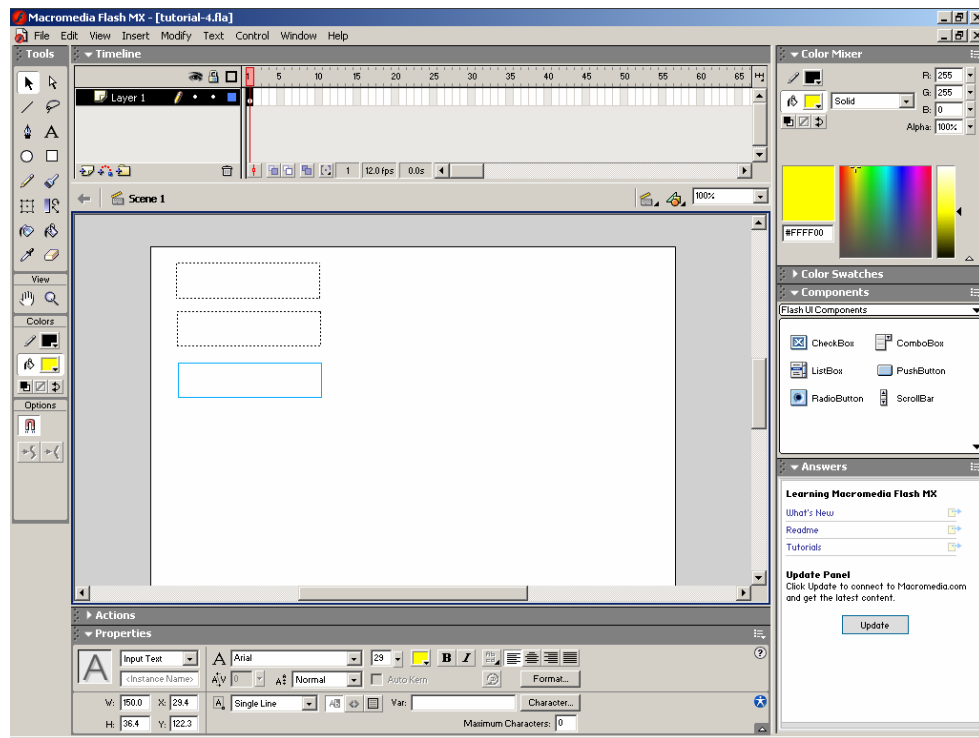 Macromedia Flash MX - [tutorial-4.fla]
File Edit View Insert Modify Text Control Window Help
Tools
Timeline
1 5 10 15 20 25 30 35 40 45 50 55 60 65
Layer 1
1 12.0 fps 0.0s
Scene 1
100%
View
Colors
Options
Color Mixer
R: 255
Solid
G: 255
B: 0
Alpha: 100%
#FFFF00
Color Swatches
Components
Flash UI Components
CheckBox ComboBox
ListBox PushButton
RadioButton ScrollBar
Answers
Learning Macromedia Flash MX
What's New
Readme
Tutorials
Update Panel
Click Update to connect to Macromedia.com
and get the latest content.
Update
Actions
Properties
A Input Text A Arial 29 B I
<Instance Name> A V 0 Normal Auto Kern Format...
W: 150.0 X: 29.4 A Single Line Var: Character...
H: 36.4 Y: 122.3 Maximum Characters: 0